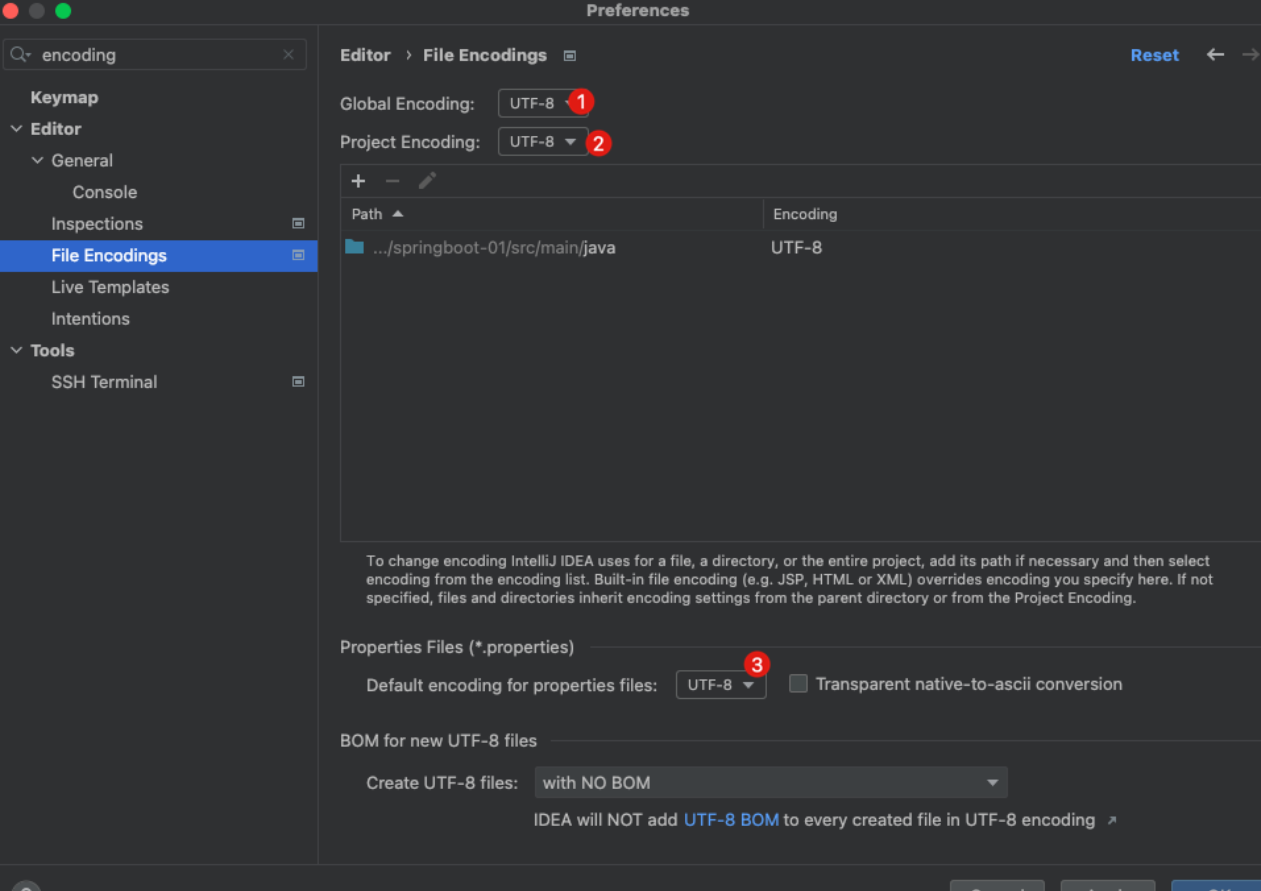 Preferences
encoding
Keymap
Editor
General
Console
Inspections
File Encodings
Live Templates
Intentions
Tools
SSH Terminal
Editor › File Encodings
Reset
Global Encoding: UTF-8 1
Project Encoding: UTF-8 2
Path Encoding
.../springboot-01/src/main/java UTF-8
To change encoding IntelliJ IDEA uses for a file, a directory, or the entire project, add its path if necessary and then select
encoding from the encoding list. Built-in file encoding (e.g. JSP, HTML or XML) overrides encoding you specify here. If not
specified, files and directories inherit encoding settings from the parent directory or from the Project Encoding.
Properties Files (*.properties)
Default encoding for properties files: UTF-8 3 Transparent native-to-ascii conversion
BOM for new UTF-8 files
Create UTF-8 files: with NO BOM
IDEA will NOT add UTF-8 BOM to every created file in UTF-8 encoding ↗